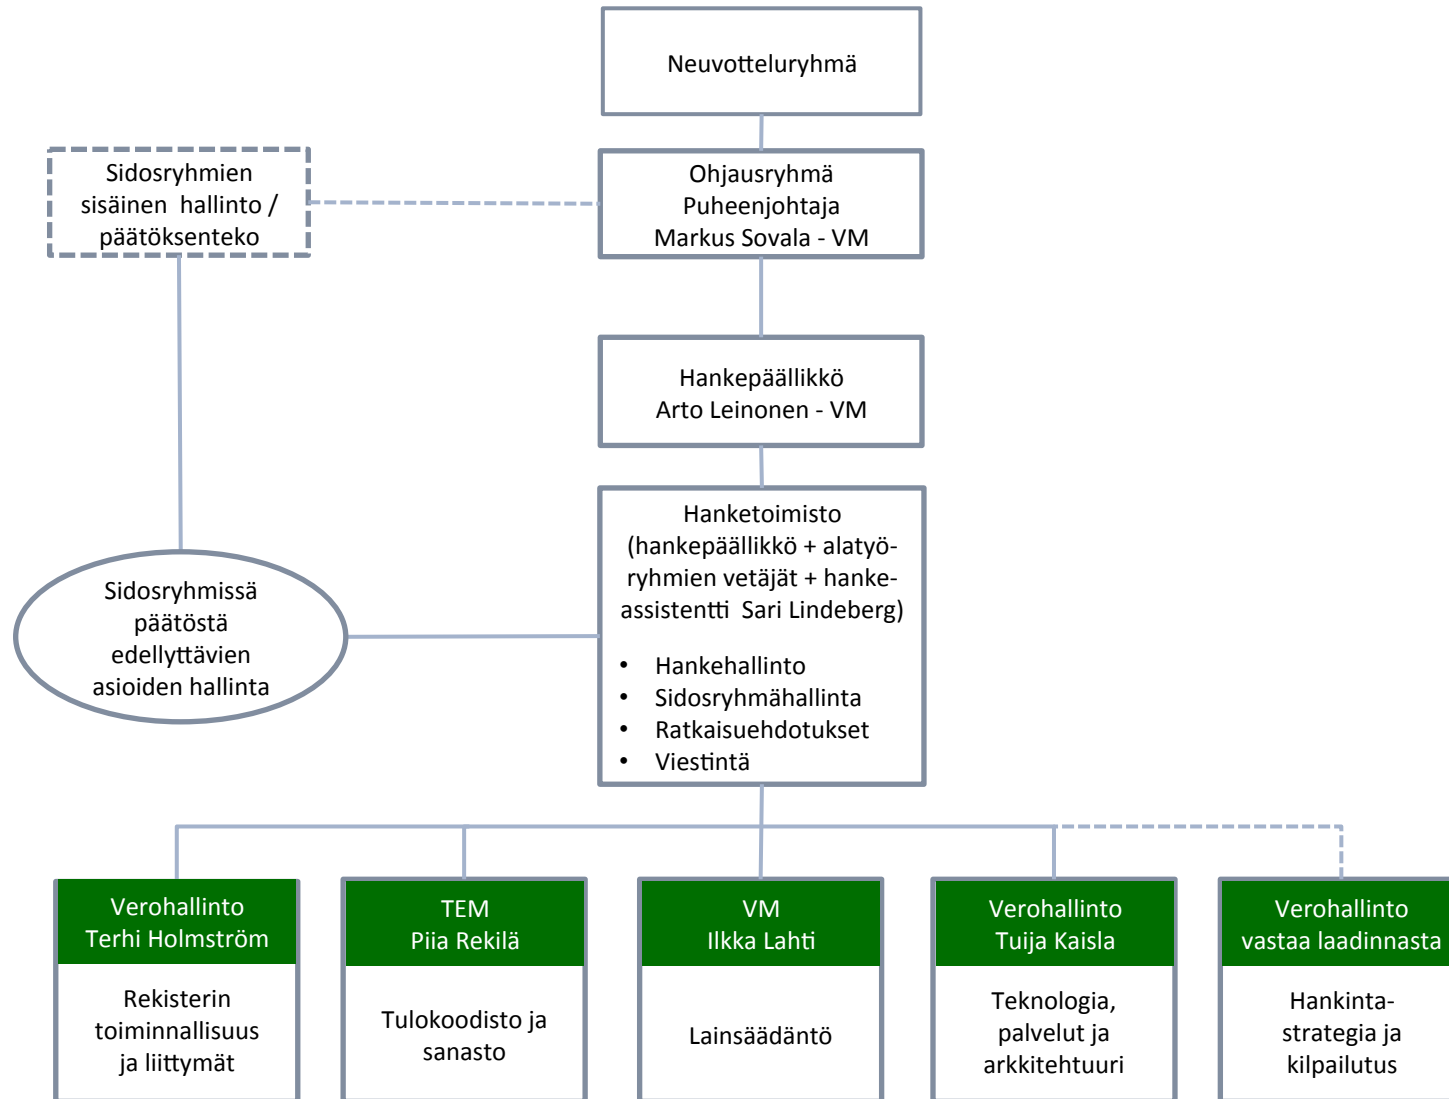 Neuvotteluryhmä
Sidosryhmien
sisäinen hallinto /
päätöksenteko
Ohjausryhmä
Puheenjohtaja
Markus Sovala - VM
Hankepäällikkö
Arto Leinonen - VM
Hanketoimisto
(hankepäällikkö + alatyö-
ryhmien vetäjät + hanke-
assistentti Sari Lindeberg)
• Hankehallinto
• Sidosryhmähallinta
• Ratkaisuehdotukset
• Viestintä
Sidosryhmissä
päätöstä
edellyttävien
asioiden hallinta
Verohallinto
Terhi Holmström
Rekisterin
toiminnallisuus
ja liittymät
TEM
Piia Rekilä
Tulokoodisto ja
sanasto
VM
Ilkka Lahti
Lainsäädäntö
Verohallinto
Tuija Kaisla
Teknologia,
palvelut ja
arkkitehtuuri
Verohallinto
vastaa laadinnasta
Hankinta-
strategia ja
kilpailutus